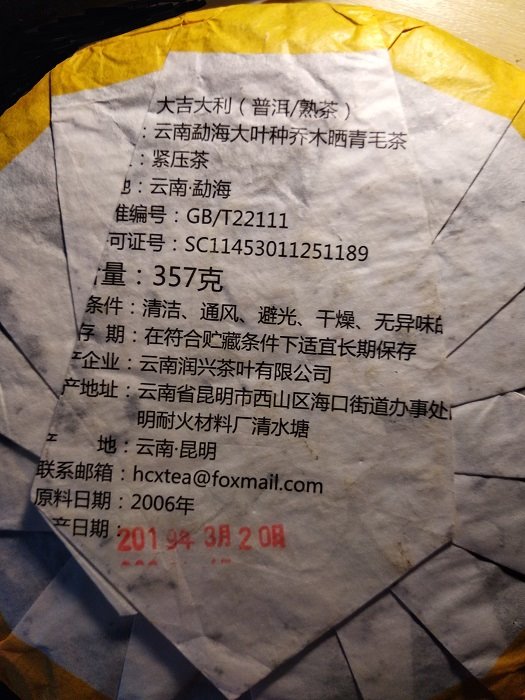 大吉大利（普洱/熟茶）
：云南勐海大叶种乔木晒青毛茶
：紧压茶
地：云南·勐海
准编号：GB/T22111
可证号：SC11453011251189
量：357克
条件：清洁、通风、避光、干燥、无异味的
存 期：在符合贮藏条件下适宜长期保存
产企业：云南润兴茶叶有限公司
产地址：云南省昆明市西山区海口街道办事处
明耐火材料厂清水塘
产 地：云南·昆明
联系邮箱：hcxtea@foxmail.com
原料日期：2006年
产日期：2019年3月20日